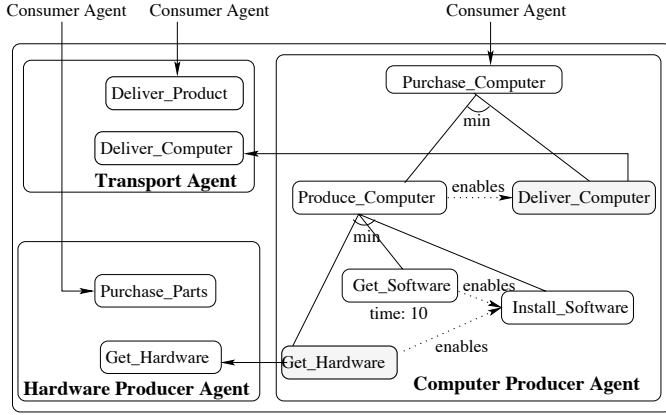 Consumer Agent
Consumer Agent
Consumer Agent
Purchase_Computer
Deliver_Product
min
Deliver_Computer
Transport Agent
enables
Produce_Computer
Deliver_Computer
min
Get_Software
enables
Purchase_Parts
Install_Software
time: 10
enables
Get_Hardware
Get_Hardware
Hardware Producer Agent
Computer Producer Agent